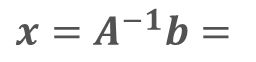 x = A⁻¹b =